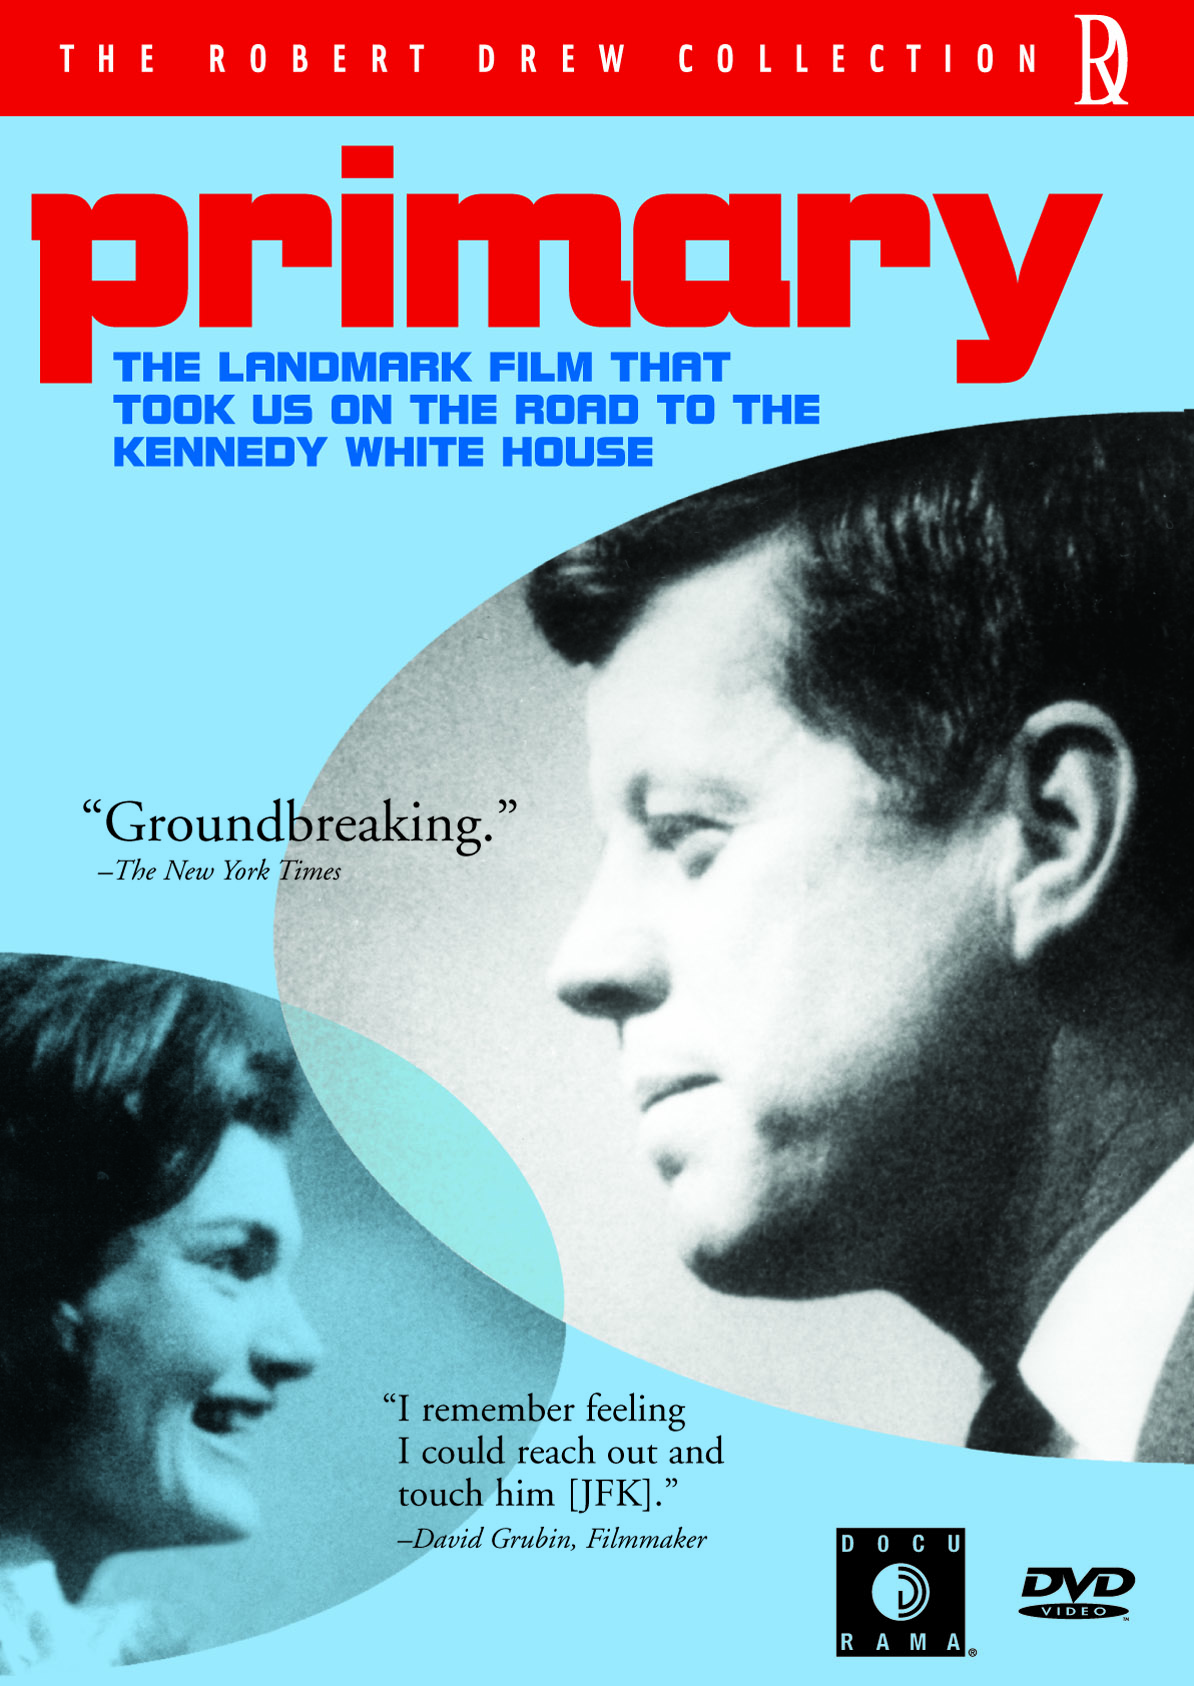 THE ROBERT DREW COLLECTION RD
primary
THE LANDMARK FILM THAT
TOOK US ON THE ROAD TO THE
KENNEDY WHITE HOUSE
“Groundbreaking.”
–The New York Times
“I remember feeling
I could reach out and
touch him [JFK].”
–David Grubin, Filmmaker
DOCU
RAMA®
DVD
VIDEO™